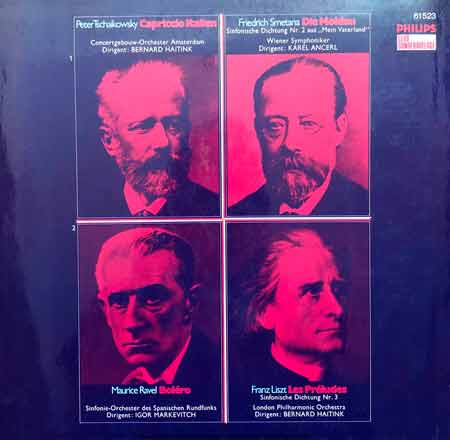 61523
PHILIPS
CLUB
SONDERAUFLAGE
1
Peter Tschaikowsky Capriccio Italien
Concertgebouw-Orchester Amsterdam
Dirigent: BERNARD HAITINK
Friedrich Smetana Die Moldau
Sinfonische Dichtung Nr. 2 aus „Mein Vaterland"
Wiener Symphoniker
Dirigent: KAREL ANCERL
2
Maurice Ravel Boléro
Sinfonie-Orchester des Spanischen Rundfunks
Dirigent: IGOR MARKEVITCH
Franz Liszt Les Préludes
Sinfonische Dichtung Nr. 3
London Philharmonic Orchestra
Dirigent: BERNARD HAITINK